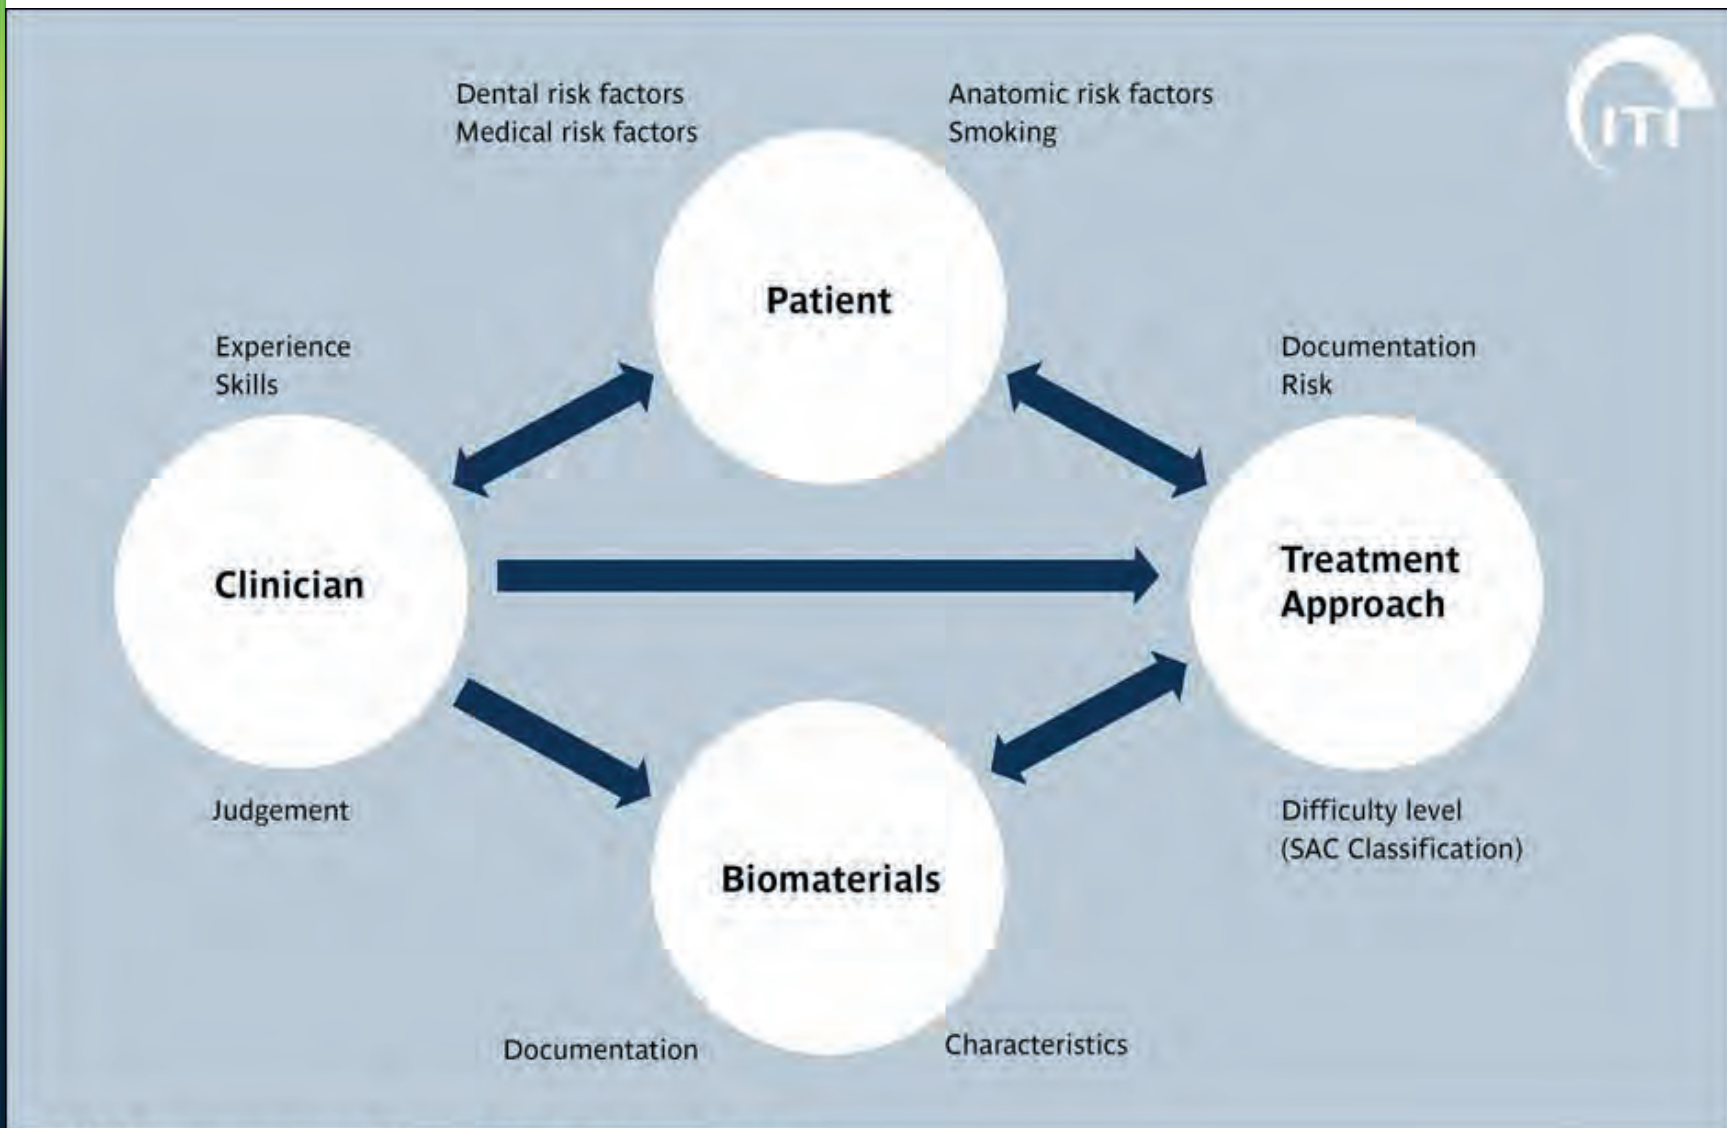 Dental risk factors
Medical risk factors
Anatomic risk factors
Smoking
ITI
Patient
Experience
Skills
Documentation
Risk
Clinician
Treatment
Approach
Judgement
Difficulty level
(SAC Classification)
Biomaterials
Documentation
Characteristics